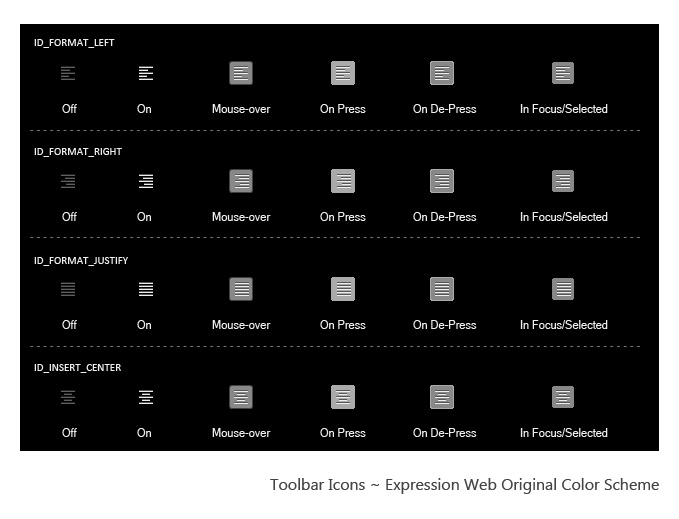 ID_FORMAT_LEFT
Off On Mouse-over On Press On De-Press In Focus/Selected
ID_FORMAT_RIGHT
Off On Mouse-over On Press On De-Press In Focus/Selected
ID_FORMAT_JUSTIFY
Off On Mouse-over On Press On De-Press In Focus/Selected
ID_INSERT_CENTER
Off On Mouse-over On Press On De-Press In Focus/Selected
Toolbar Icons ~ Expression Web Original Color Scheme